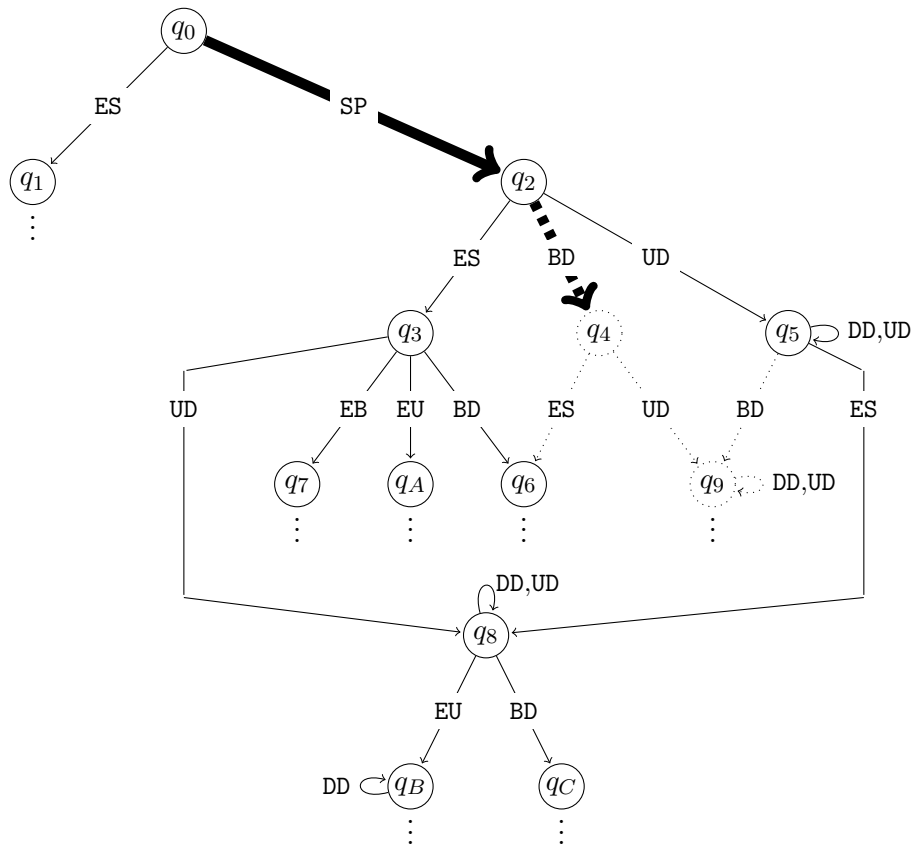 q0
ES
SP
q1
q2
⋮
ES
BD
UD
q3
q4
q5
DD,UD
UD
EB
EU
BD
ES
UD
BD
ES
q7
qA
q6
q9
DD,UD
⋮
⋮
⋮
⋮
DD,UD
q8
EU
BD
DD
qB
qC
⋮
⋮